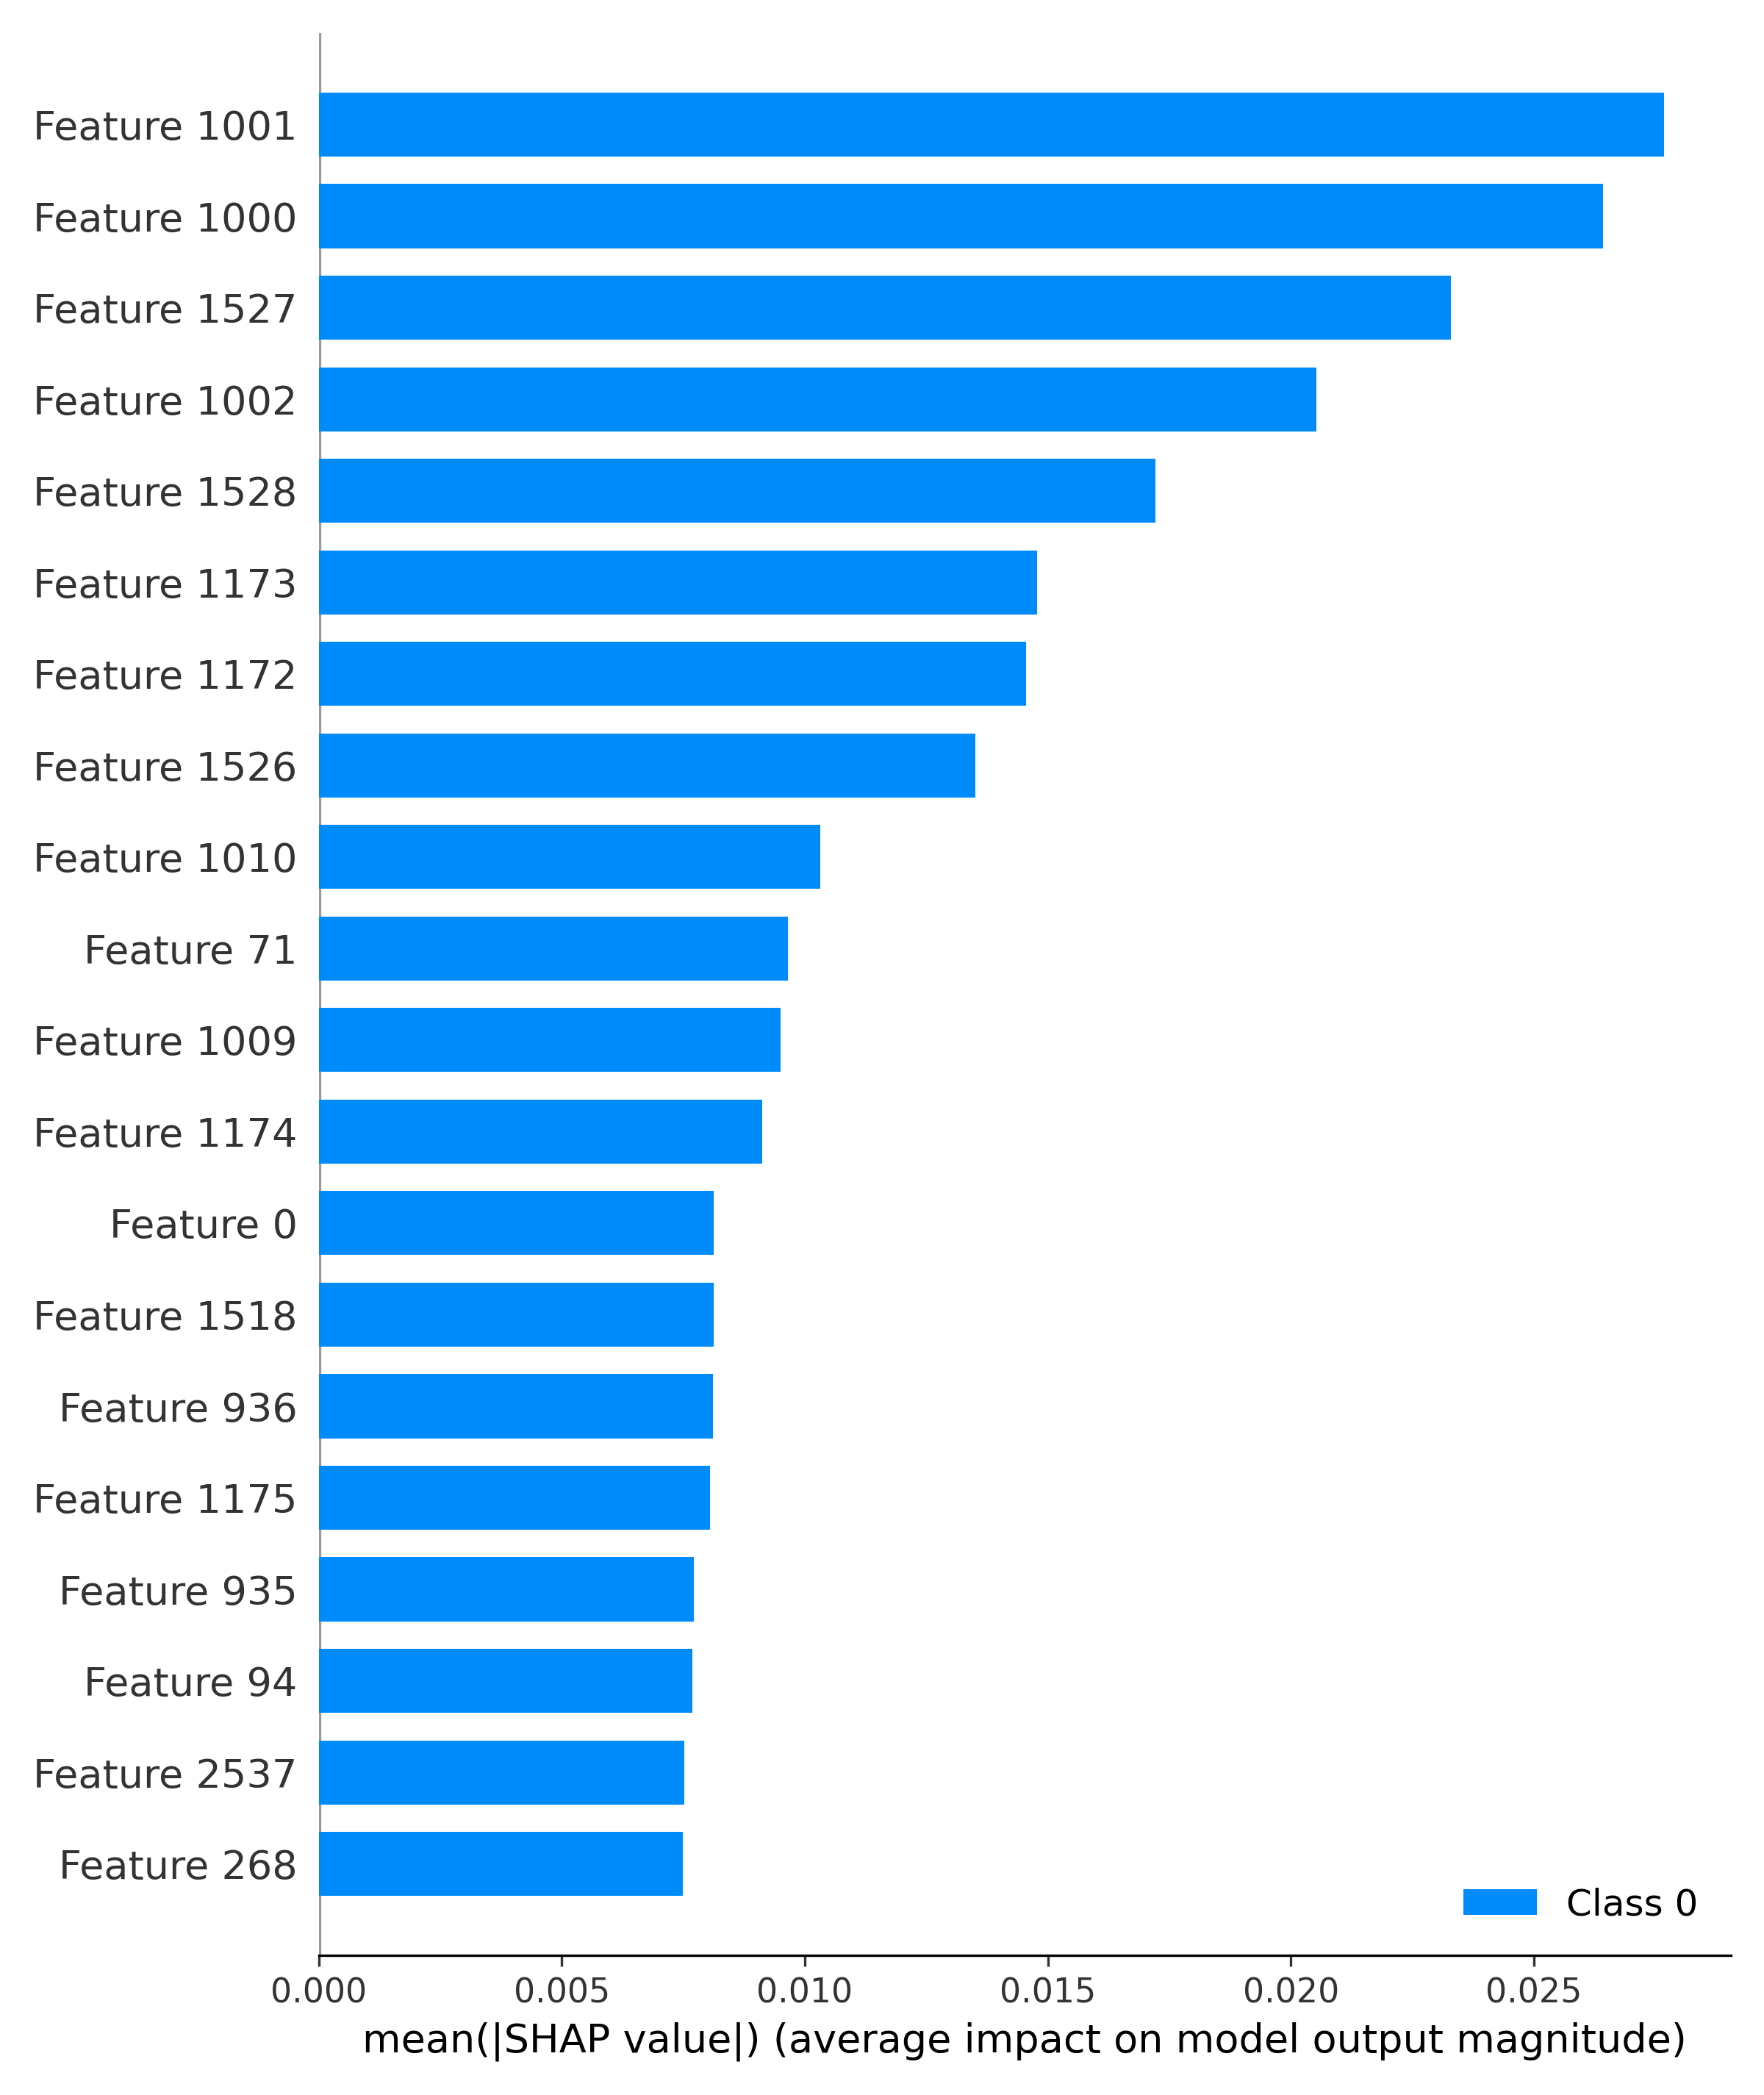 Feature 1001
Feature 1000
Feature 1527
Feature 1002
Feature 1528
Feature 1173
Feature 1172
Feature 1526
Feature 1010
Feature 71
Feature 1009
Feature 1174
Feature 0
Feature 1518
Feature 936
Feature 1175
Feature 935
Feature 94
Feature 2537
Feature 268
Class 0
0.000 0.005 0.010 0.015 0.020 0.025
mean(|SHAP value|) (average impact on model output magnitude)